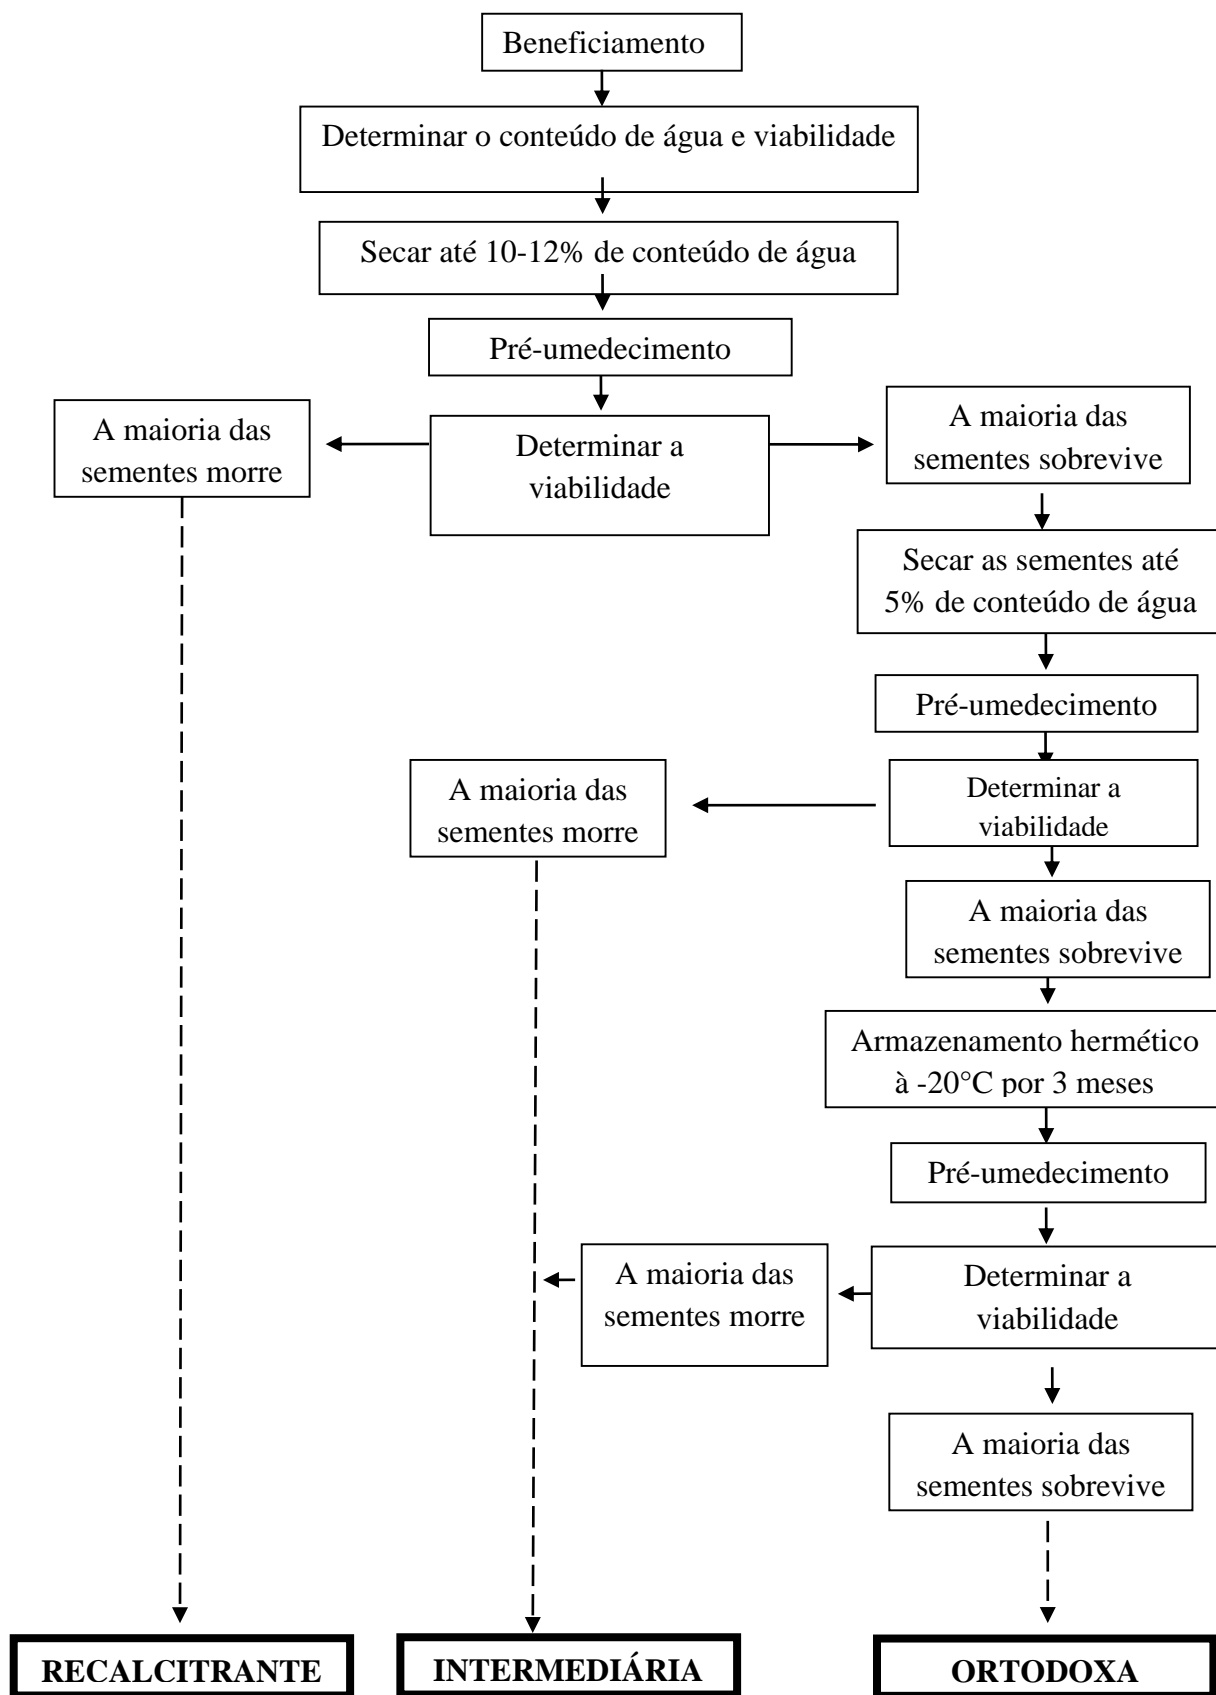 Beneficiamento
Determinar o conteúdo de água e viabilidade
Secar até 10-12% de conteúdo de água
Pré-umedecimento
A maioria das
sementes morre
Determinar a
viabilidade
A maioria das
sementes sobrevive
Secar as sementes até
5% de conteúdo de água
Pré-umedecimento
A maioria das
sementes morre
Determinar a
viabilidade
A maioria das
sementes sobrevive
Armazenamento hermético
à -20°C por 3 meses
Pré-umedecimento
A maioria das
sementes morre
Determinar a
viabilidade
A maioria das
sementes sobrevive
RECALCITRANTE
INTERMEDIÁRIA
ORTODOXA